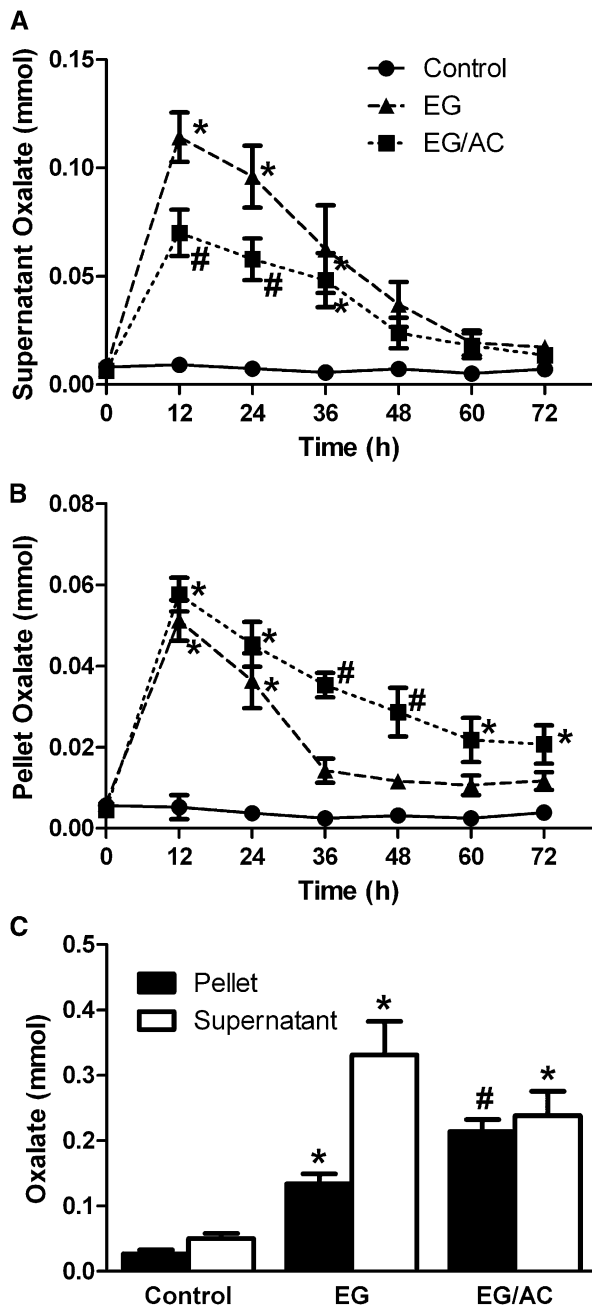 A
Supernatant Oxalate (mmol)
0.15
0.10
0.05
0.00
Control
EG
EG/AC
*
*
*
*
#
#
0 12 24 36 48 60 72
Time (h)
B
Pellet Oxalate (mmol)
0.08
0.06
0.04
0.02
0.00
*
*
*
*
#
#
*
*
0 12 24 36 48 60 72
Time (h)
C
Oxalate (mmol)
0.5
0.4
0.3
0.2
0.1
0.0
Pellet
Supernatant
*
*
#
*
Control EG EG/AC